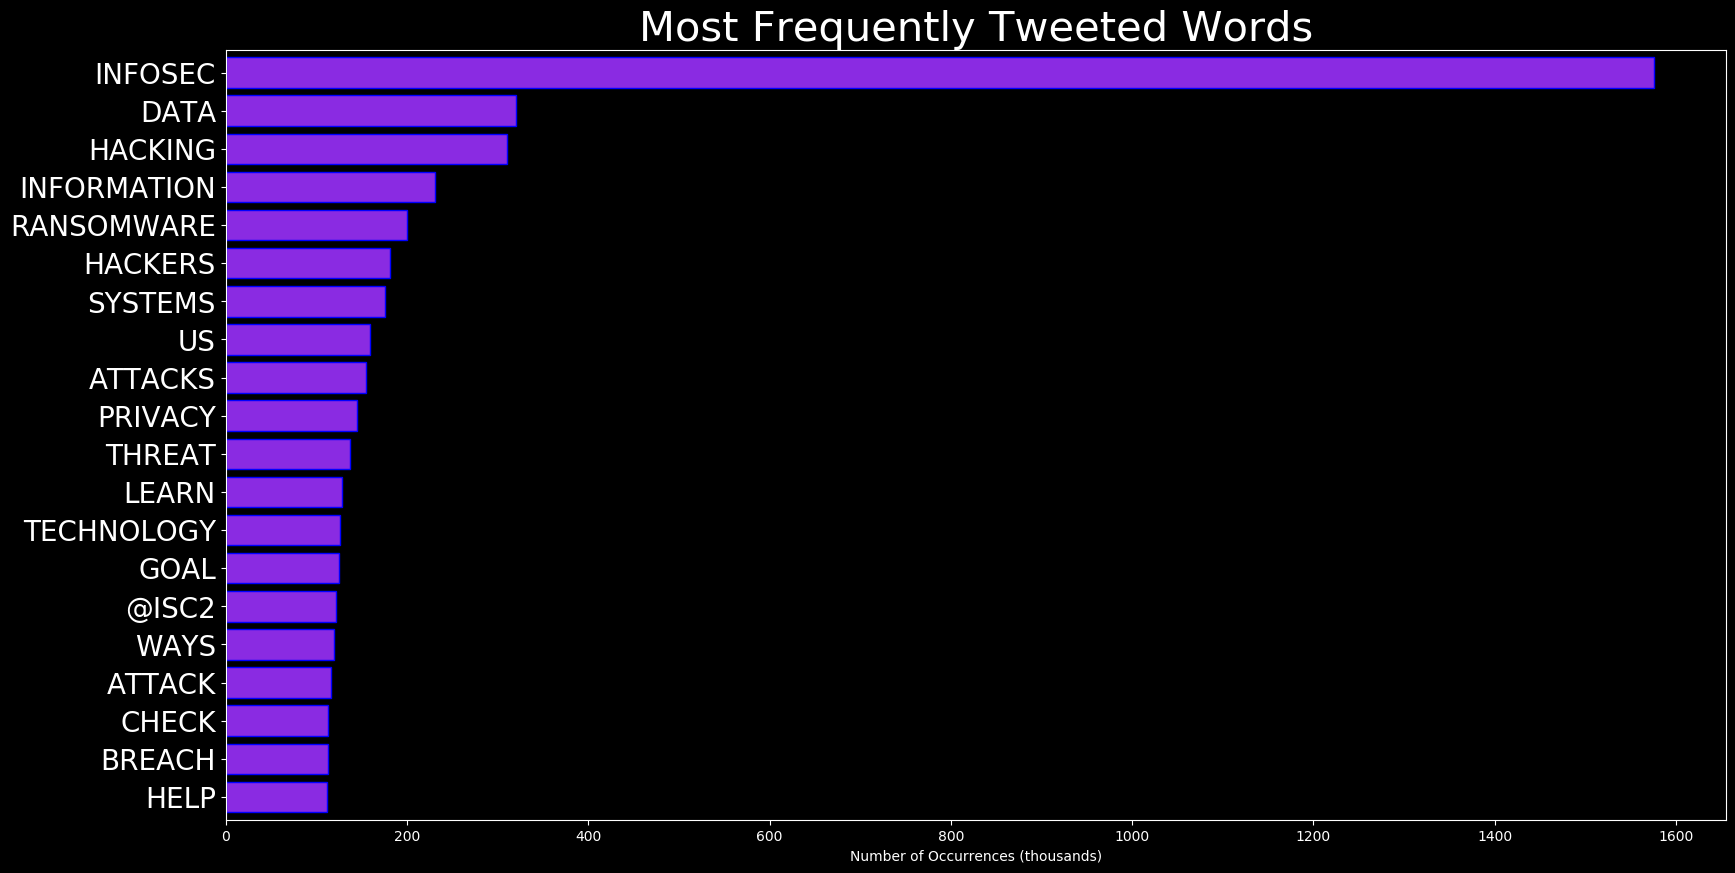 Most Frequently Tweeted Words
INFOSEC
DATA
HACKING
INFORMATION
RANSOMWARE
HACKERS
SYSTEMS
US
ATTACKS
PRIVACY
THREAT
LEARN
TECHNOLOGY
GOAL
@ISC2
WAYS
ATTACK
CHECK
BREACH
HELP
0 200 400 600 800 1000 1200 1400 1600
Number of Occurrences (thousands)